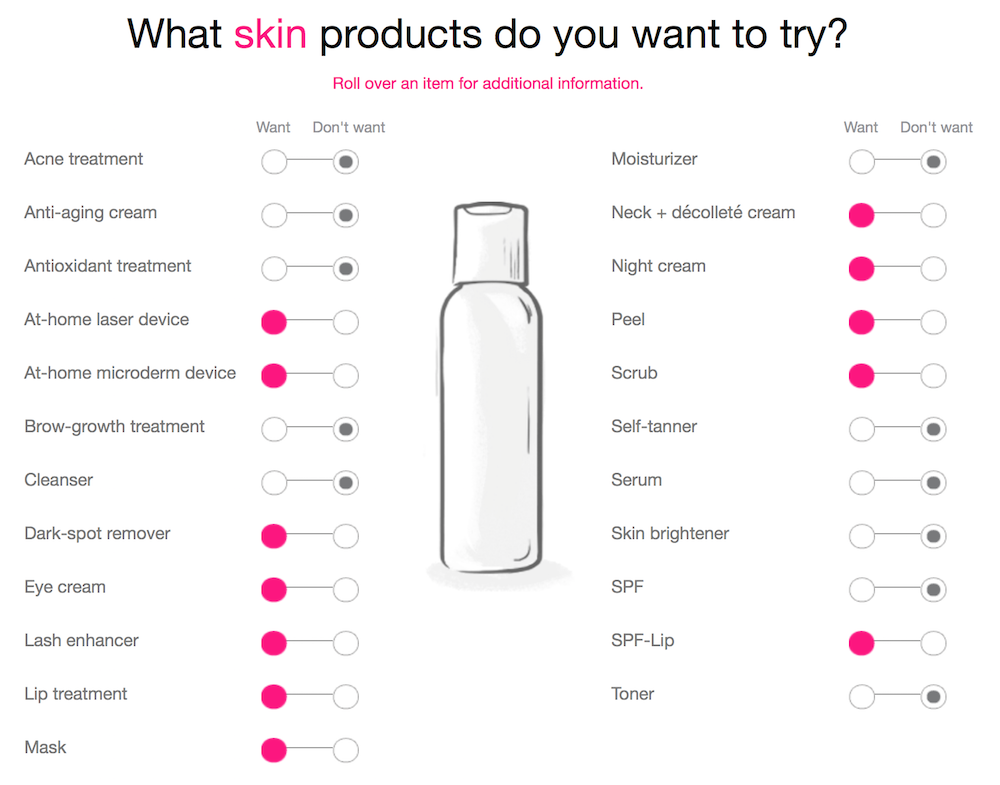 What skin products do you want to try?
Roll over an item for additional information.
Want Don't want
Acne treatment
Anti-aging cream
Antioxidant treatment
At-home laser device
At-home microderm device
Brow-growth treatment
Cleanser
Dark-spot remover
Eye cream
Lash enhancer
Lip treatment
Mask
Want Don't want
Moisturizer
Neck + décolleté cream
Night cream
Peel
Scrub
Self-tanner
Serum
Skin brightener
SPF
SPF-Lip
Toner